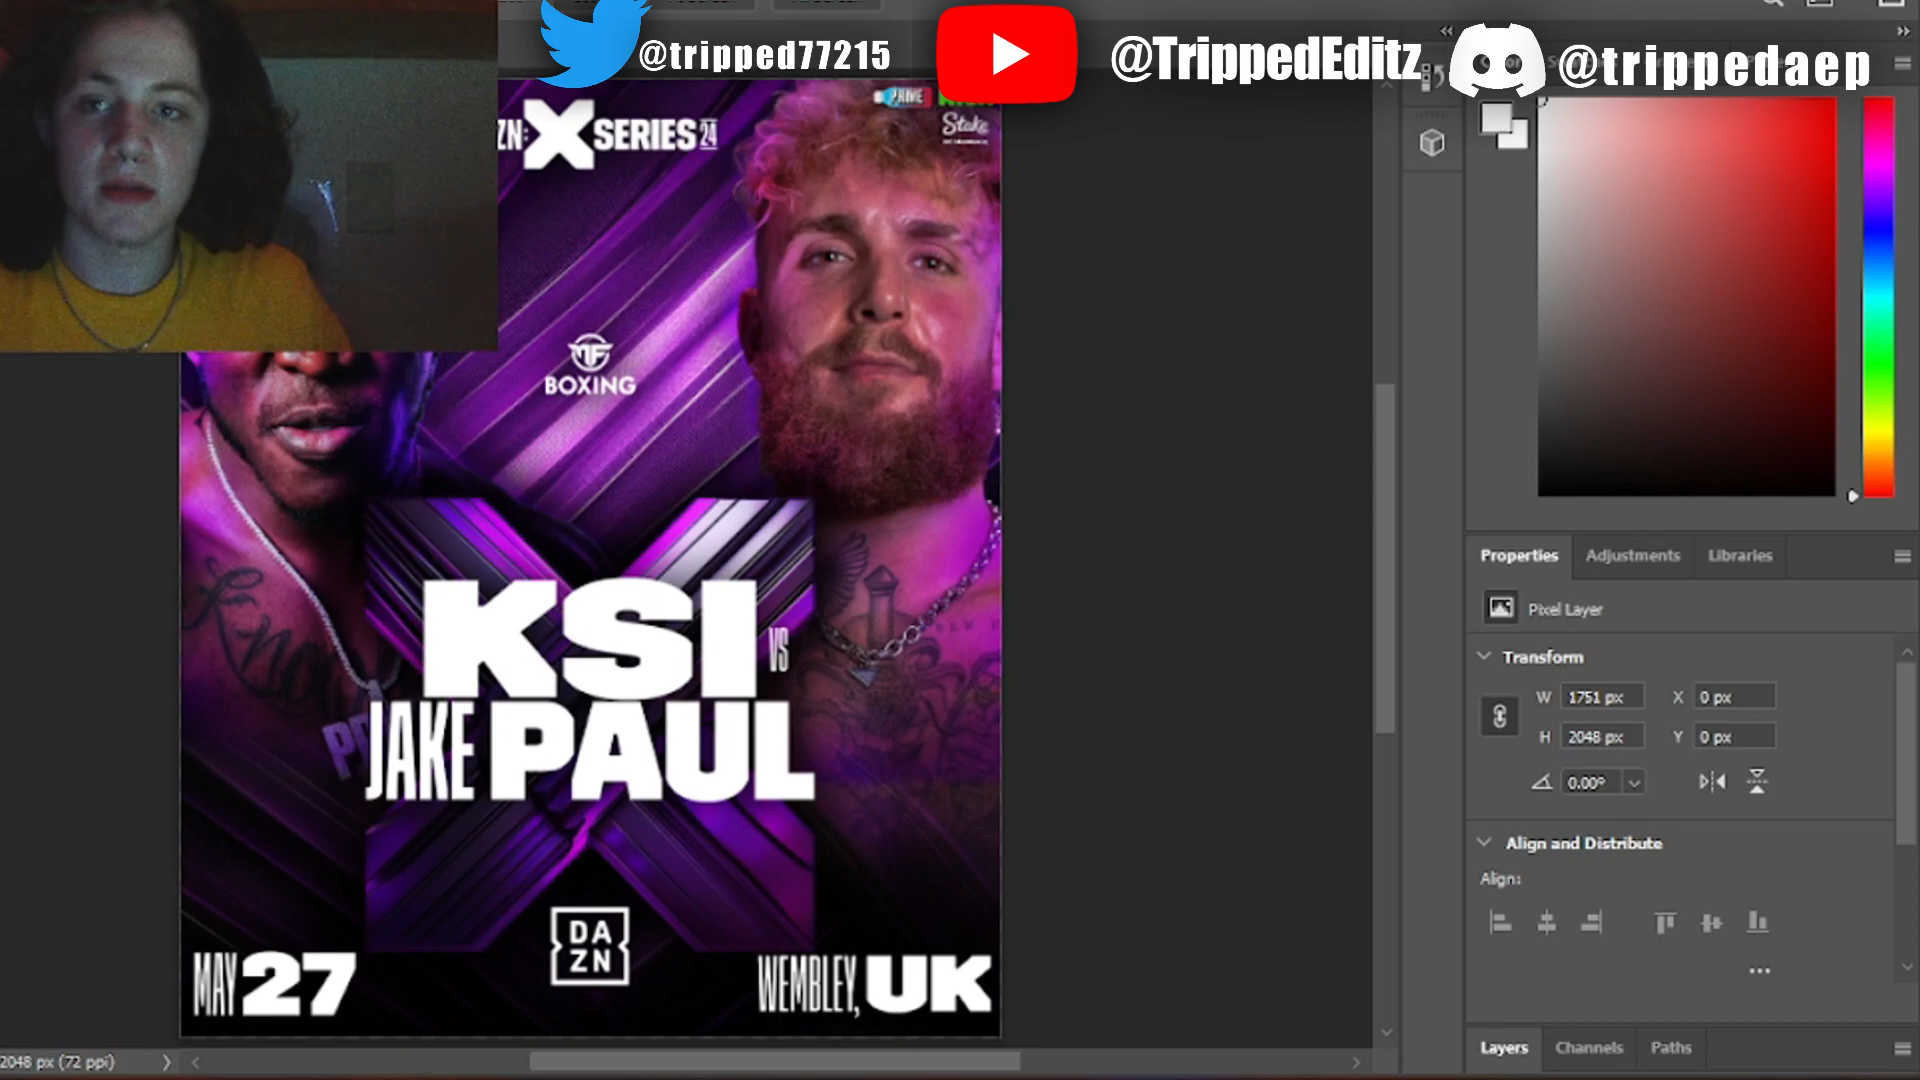 @tripped77215
@TrippedEditz
@trippedaep
ZN: X SERIES 24
PRIME
Stake
MF
BOXING
KSI VS
JAKE PAUL
DA
ZN
MAY 27
WEMBLEY, UK
Properties
Adjustments
Libraries
Pixel Layer
Transform
W 1751 px X 0 px
H 2048 px Y 0 px
0.00°
Align and Distribute
Align:
2048 px (72 ppi)
Layers
Channels
Paths